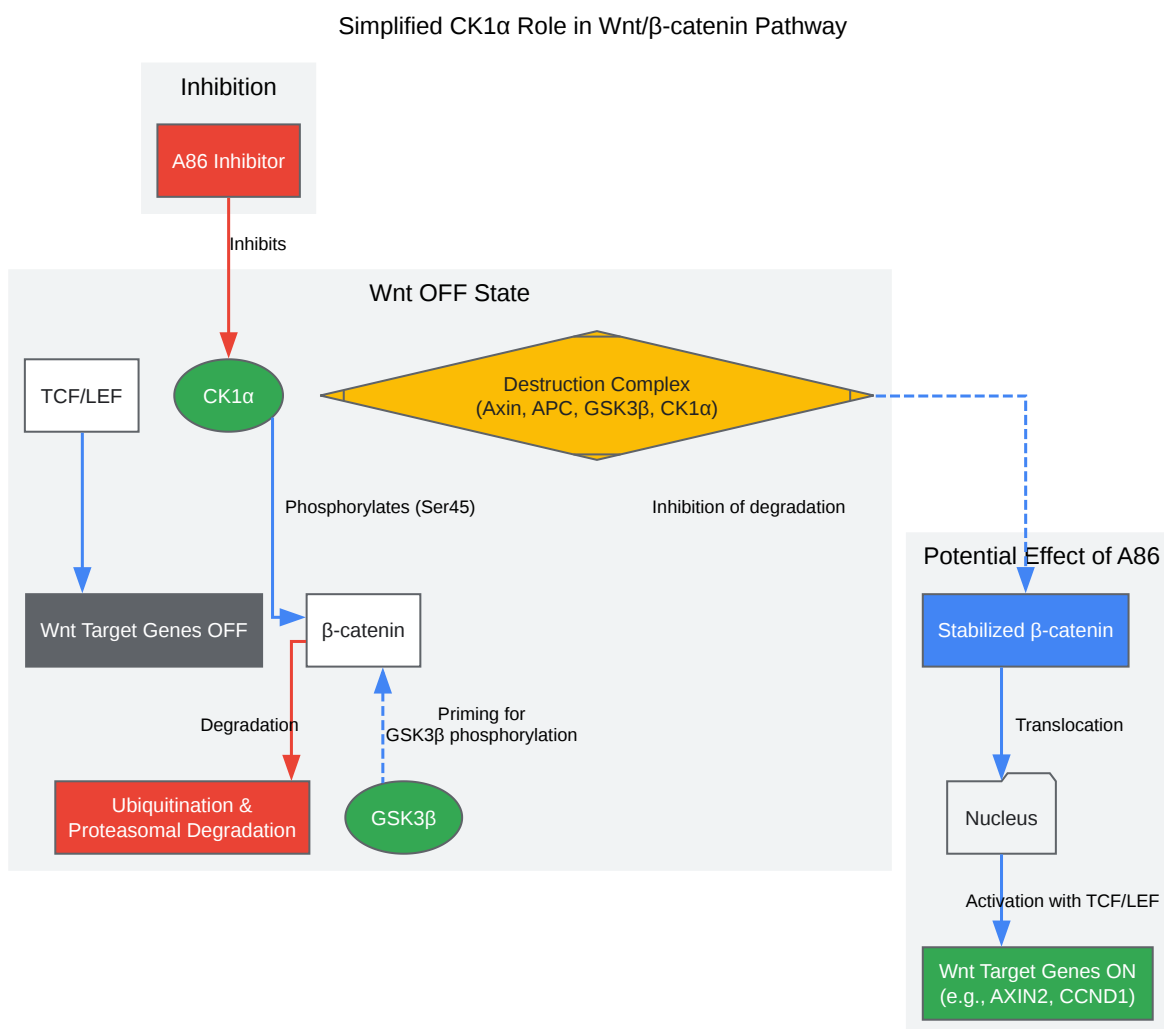 Simplified CK1α Role in Wnt/β-catenin Pathway
Inhibition
A86 Inhibitor
Inhibits
Wnt OFF State
TCF/LEF
CK1α
Destruction Complex
(Axin, APC, GSK3β, CK1α)
Phosphorylates (Ser45)
Inhibition of degradation
Potential Effect of A86
Wnt Target Genes OFF
β-catenin
Stabilized β-catenin
Degradation
Priming for
GSK3β phosphorylation
Translocation
Ubiquitination &
Proteasomal Degradation
GSK3β
Nucleus
Activation with TCF/LEF
Wnt Target Genes ON
(e.g., AXIN2, CCND1)